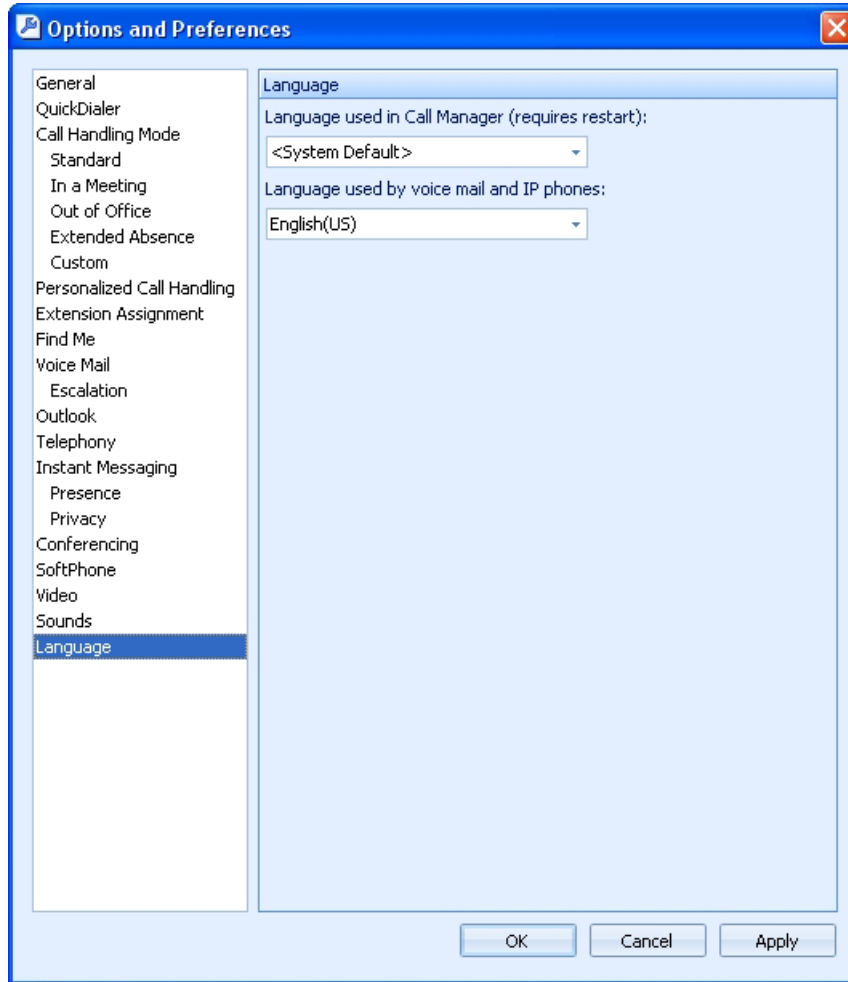 Options and Preferences
General
QuickDialer
Call Handling Mode
Standard
In a Meeting
Out of Office
Extended Absence
Custom
Personalized Call Handling
Extension Assignment
Find Me
Voice Mail
Escalation
Outlook
Telephony
Instant Messaging
Presence
Privacy
Conferencing
SoftPhone
Video
Sounds
Language
Language
Language used in Call Manager (requires restart):
<System Default>
Language used by voice mail and IP phones:
English(US)
OK Cancel Apply